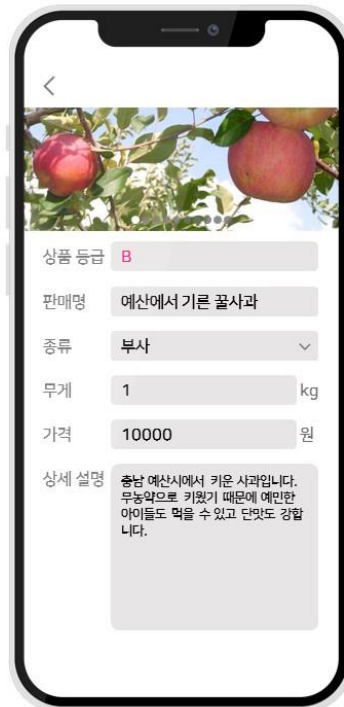 상품 등급 B
판매명 예산에서 기른 꿀사과
종류 부사
무게 1 kg
가격 10000 원
상세 설명 충남 예산시에서 키운 사과입니다.
무농약으로 키웠기 때문에 예민한
아이들도 먹을 수 있고 단맛도 강합
니다.